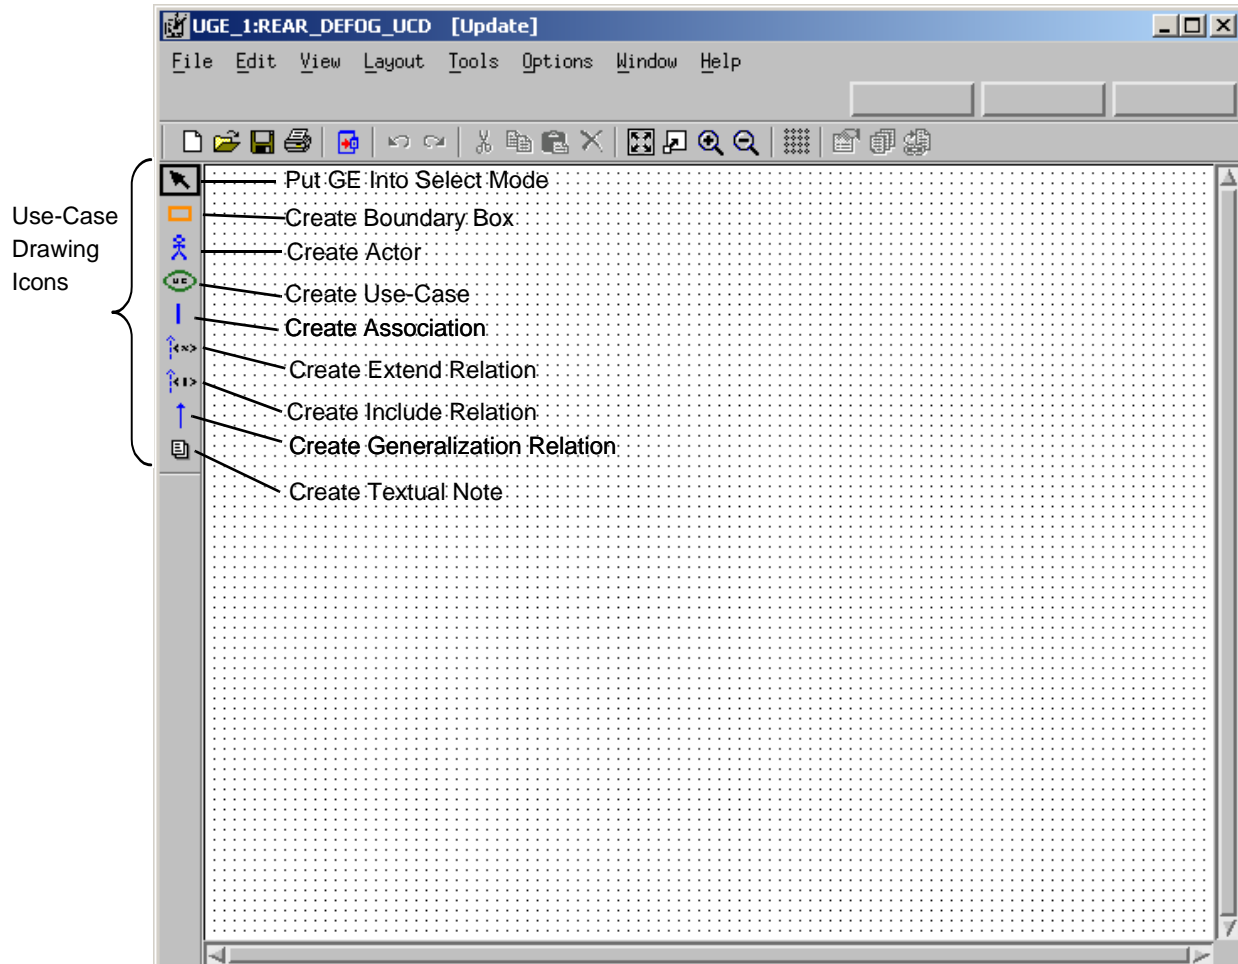 UGE_1:REAR_DEFOG_UCD [Update]
File Edit View Layout Tools Options Window Help
Use-Case
Drawing
Icons
Put GE Into Select Mode
Create Boundary Box
Create Actor
UC
Create Use-Case
Create Association
<x>
Create Extend Relation
<I>
Create Include Relation
Create Generalization Relation
Create Textual Note